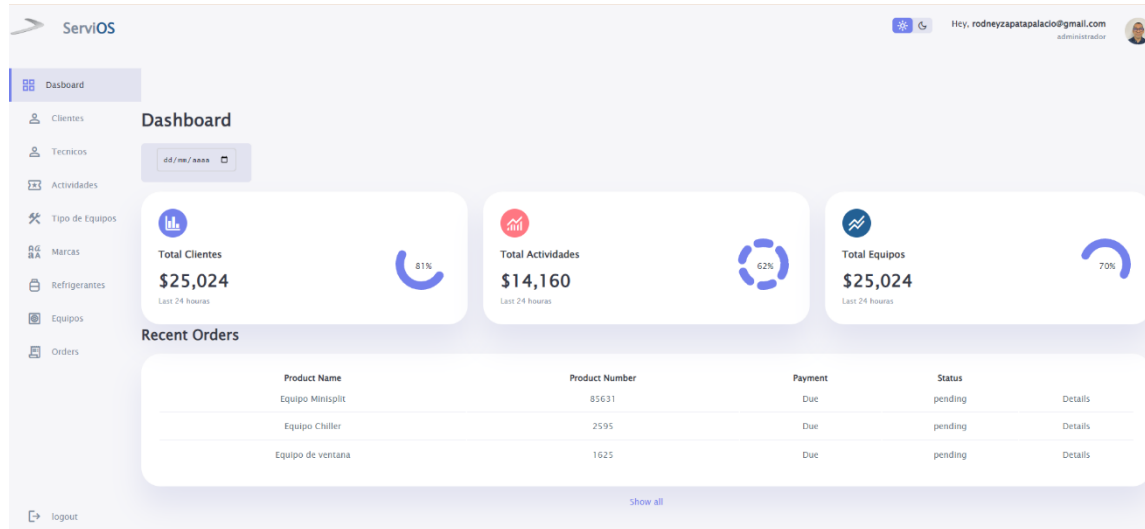 ServiOS
Hey, rodneyzapatapalacio@gmail.com
administrador
Dasboard
Clientes
Tecnicos
Actividades
Tipo de Equipos
Marcas
Refrigerantes
Equipos
Orders
logout
Dashboard
dd/mm/aaaa
Total Clientes
$25,024
Last 24 houras
81%
Total Actividades
$14,160
Last 24 houras
62%
Total Equipos
$25,024
Last 24 houras
70%
Recent Orders
Product Name Product Number Payment Status
Equipo Minisplit 85631 Due pending Details
Equipo Chiller 2595 Due pending Details
Equipo de ventana 1625 Due pending Details
Show all